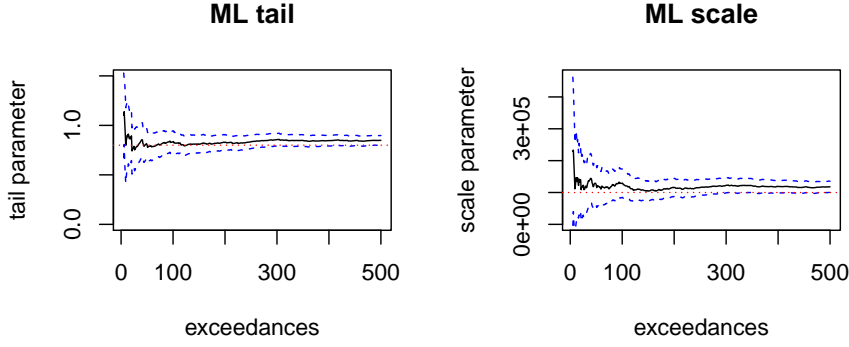 ML tail
tail parameter
0.0
1.0
0
100
300
500
exceedances
ML scale
scale parameter
0e+00
3e+05
0
100
300
500
exceedances